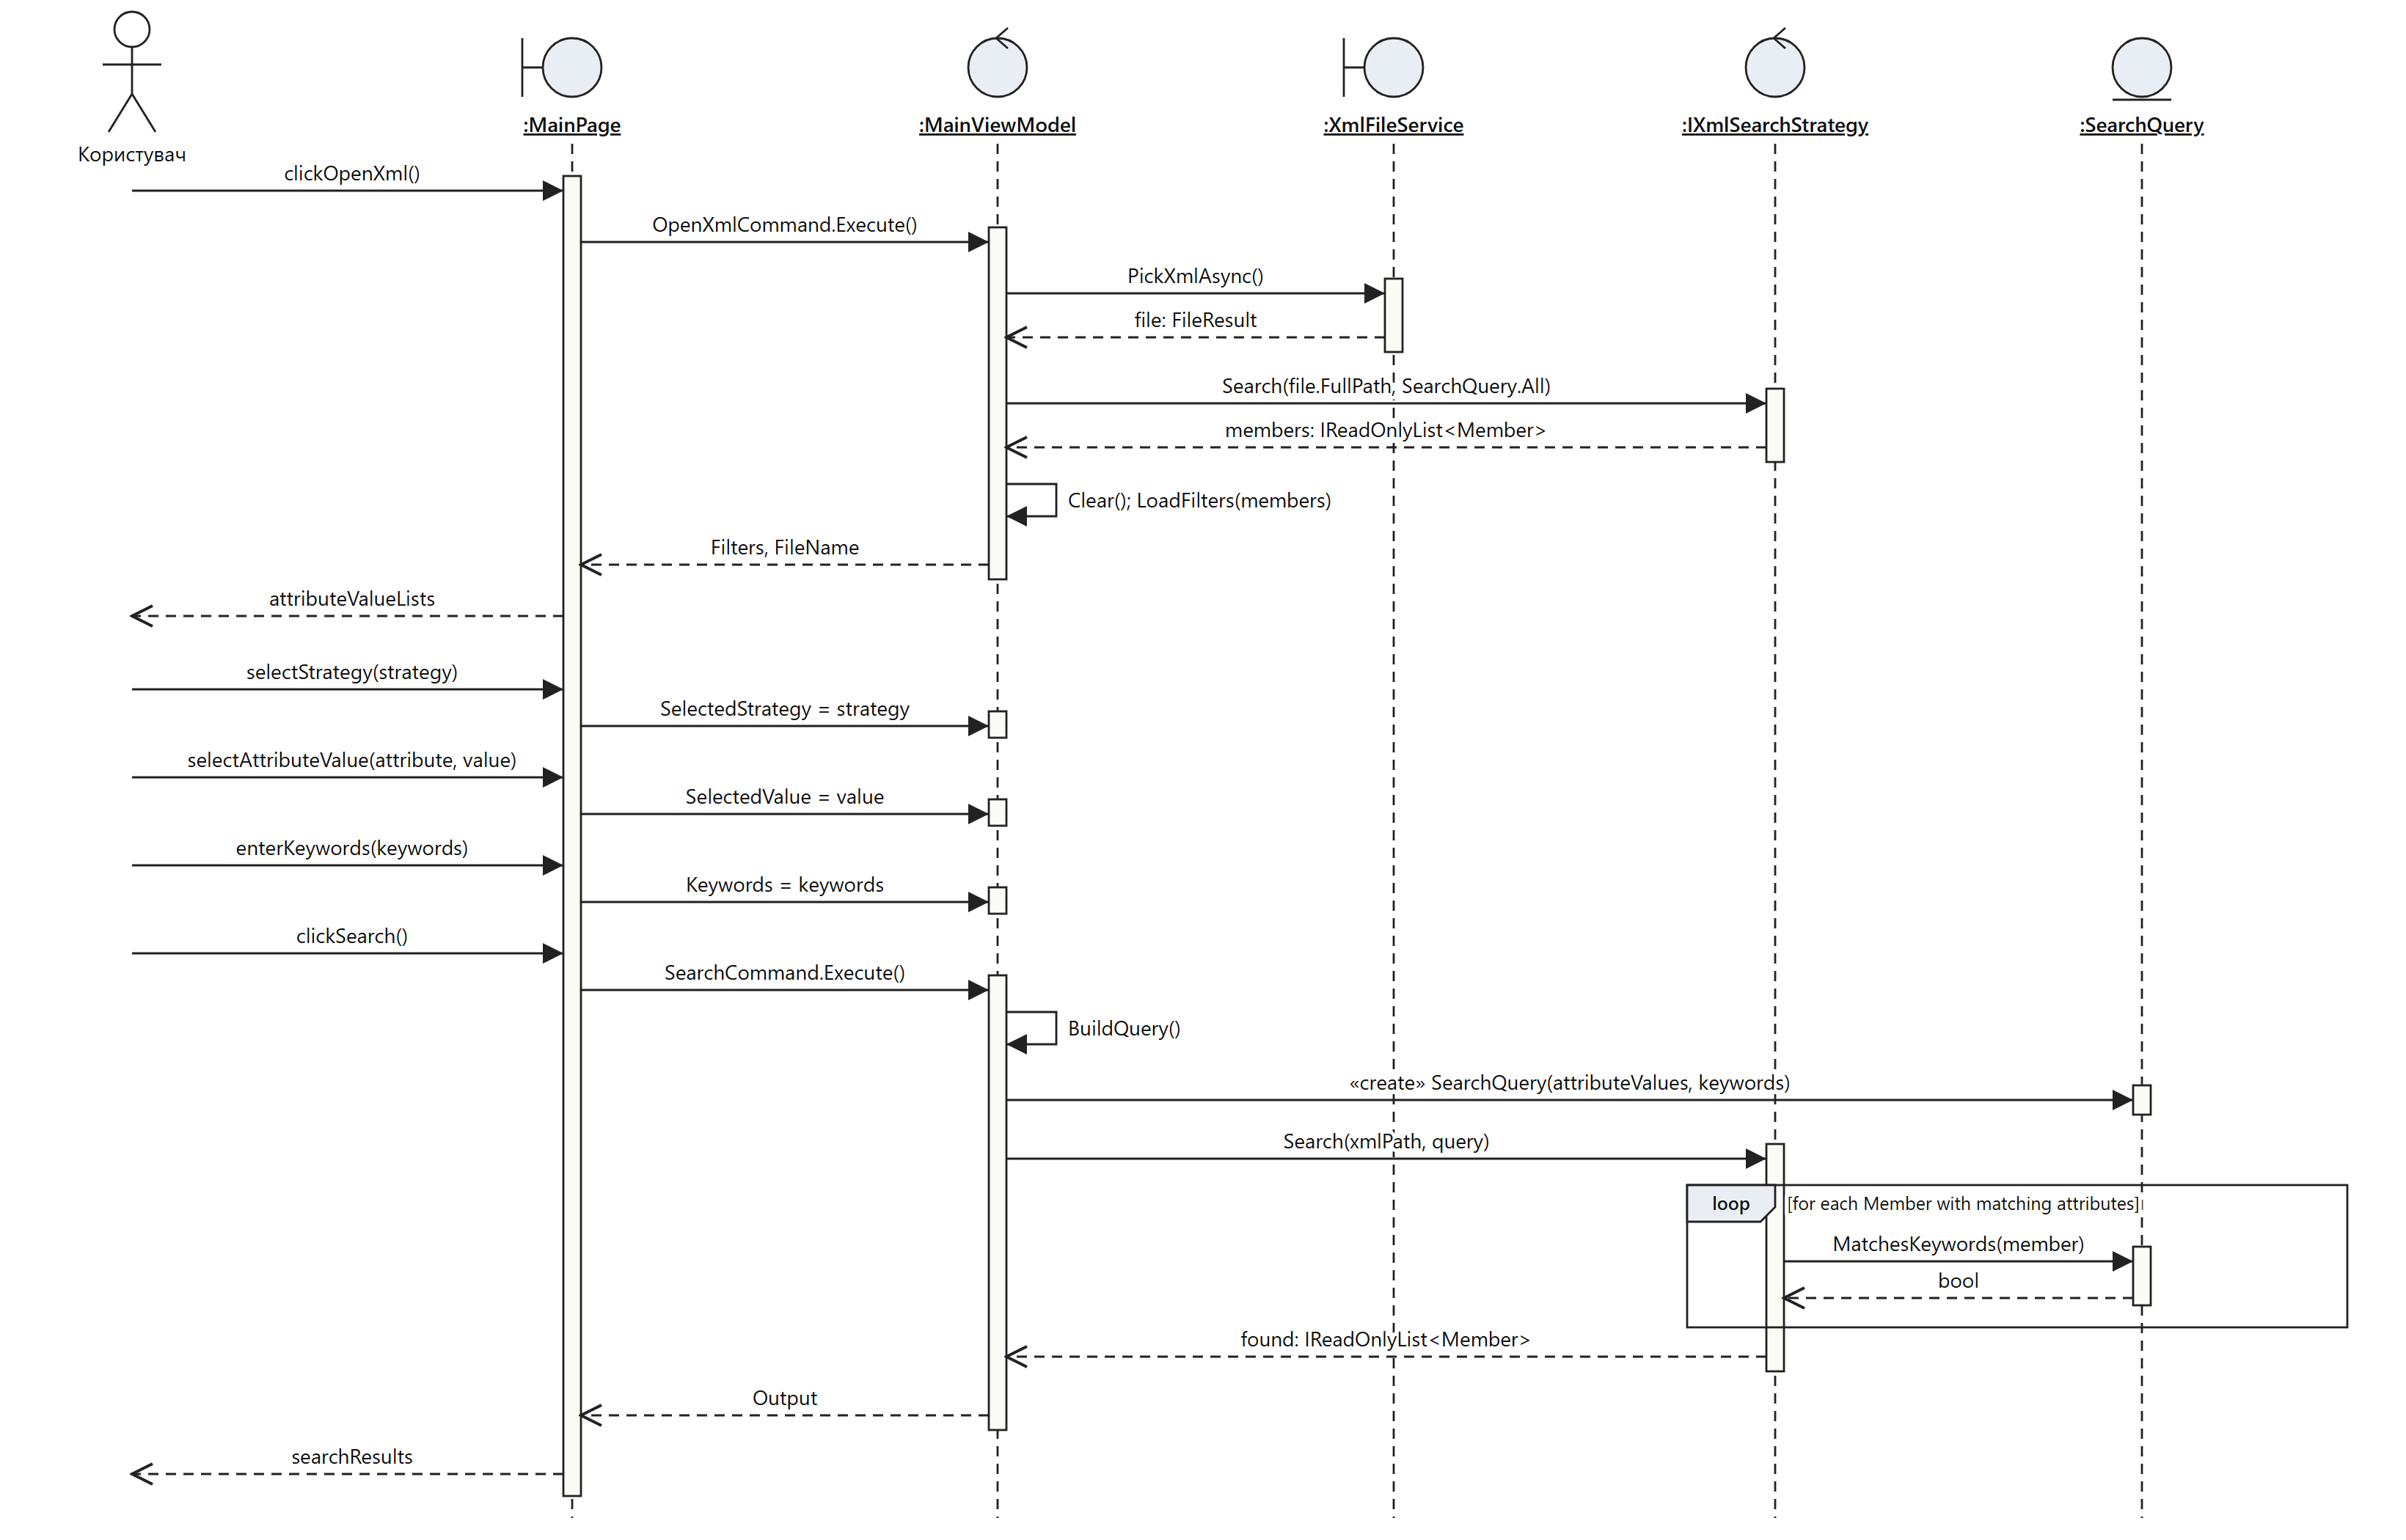 :MainPage
:MainViewModel
:XmlFileService
:IXmlSearchStrategy
:SearchQuery
Користувач
clickOpenXml()
OpenXmlCommand.Execute()
PickXmlAsync()
file: FileResult
Search(file.FullPath, SearchQuery.All)
members: IReadOnlyList<Member>
Clear(); LoadFilters(members)
Filters, FileName
attributeValueLists
selectStrategy(strategy)
SelectedStrategy = strategy
selectAttributeValue(attribute, value)
SelectedValue = value
enterKeywords(keywords)
Keywords = keywords
clickSearch()
SearchCommand.Execute()
BuildQuery()
«create» SearchQuery(attributeValues, keywords)
Search(xmlPath, query)
loop [for each Member with matching attributes]
MatchesKeywords(member)
bool
found: IReadOnlyList<Member>
Output
searchResults